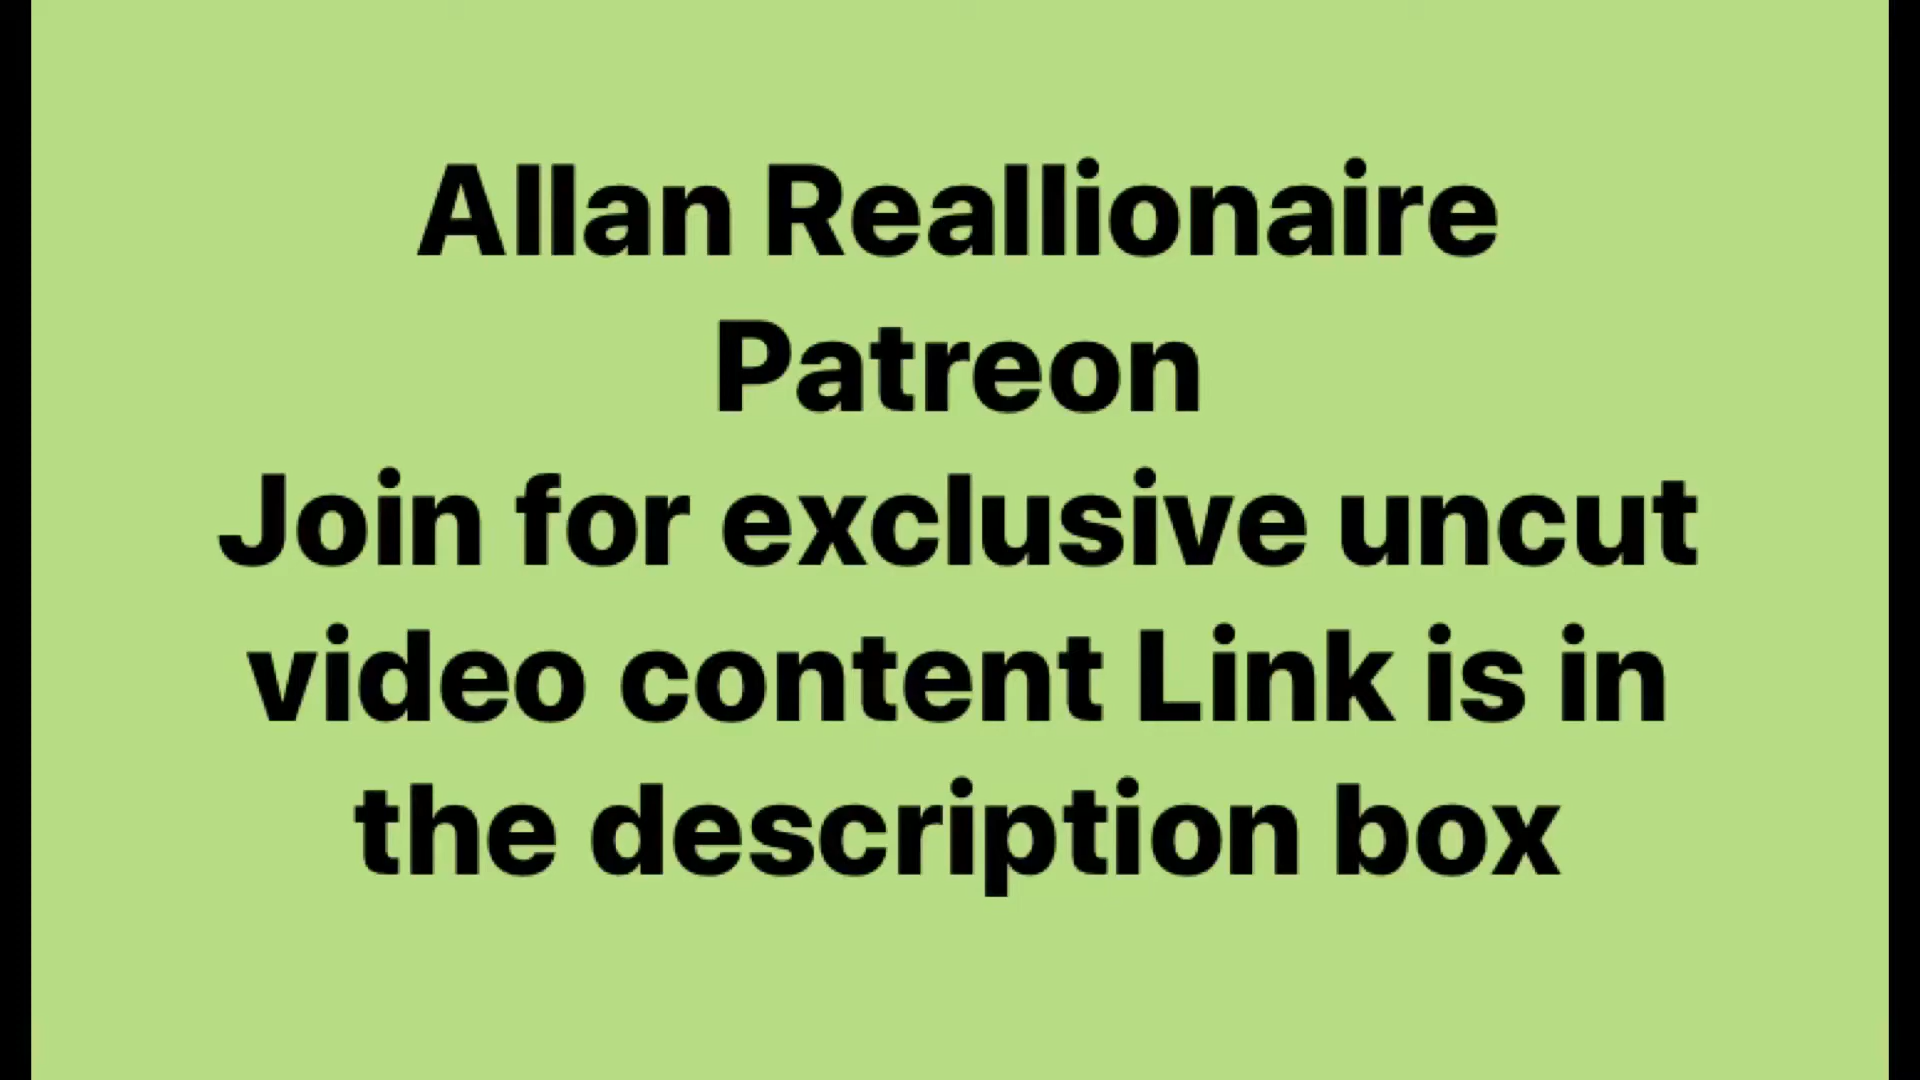 Allan Reallionaire
Patreon
Join for exclusive uncut
video content Link is in
the description box